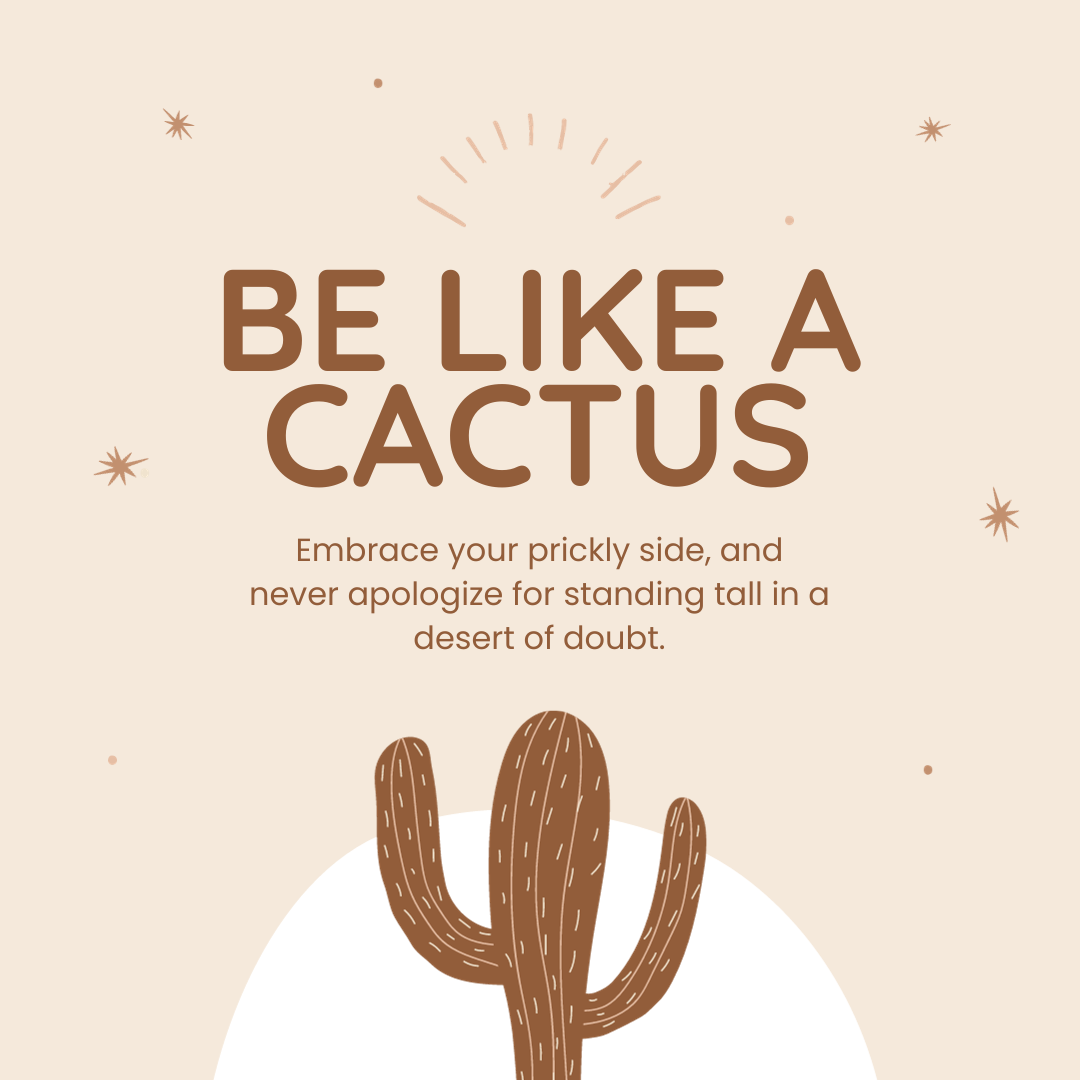 BE LIKE A
CACTUS
Embrace your prickly side, and
never apologize for standing tall in a
desert of doubt.